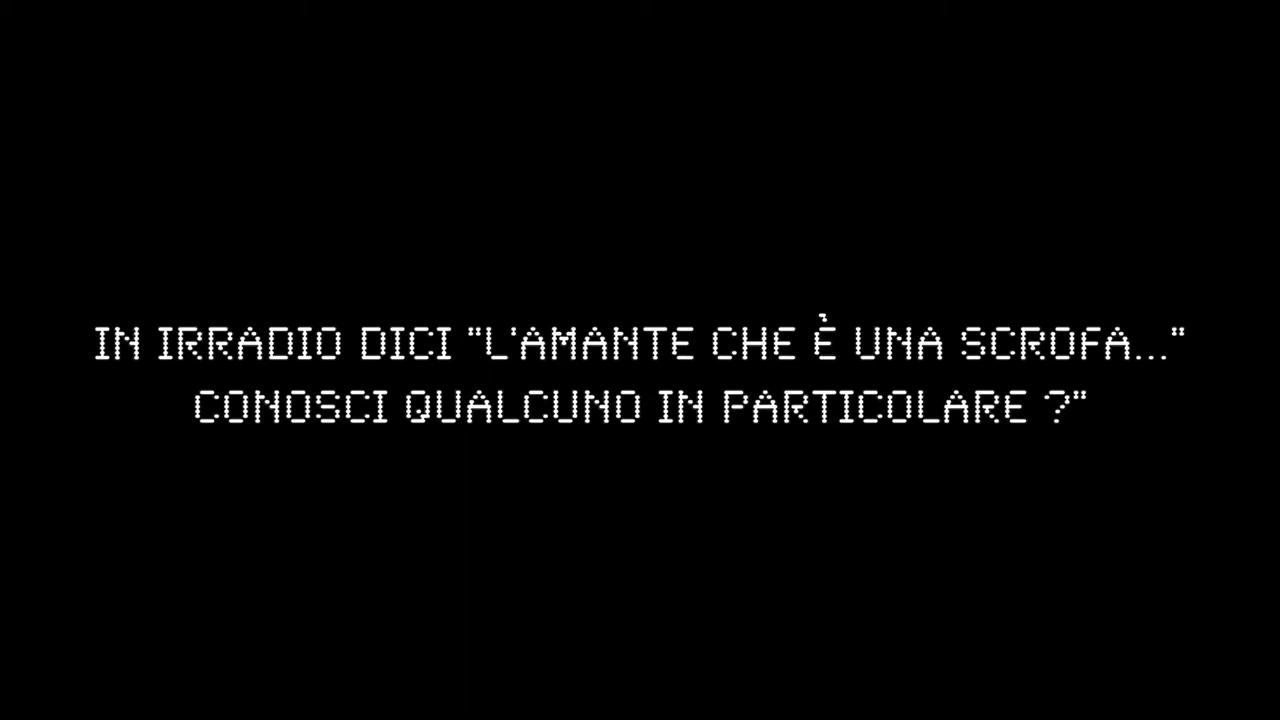 IN IRRADIO DICI "L'AMANTE CHE È UNA SCROFA..."
CONOSCI QUALCUNO IN PARTICOLARE ?"